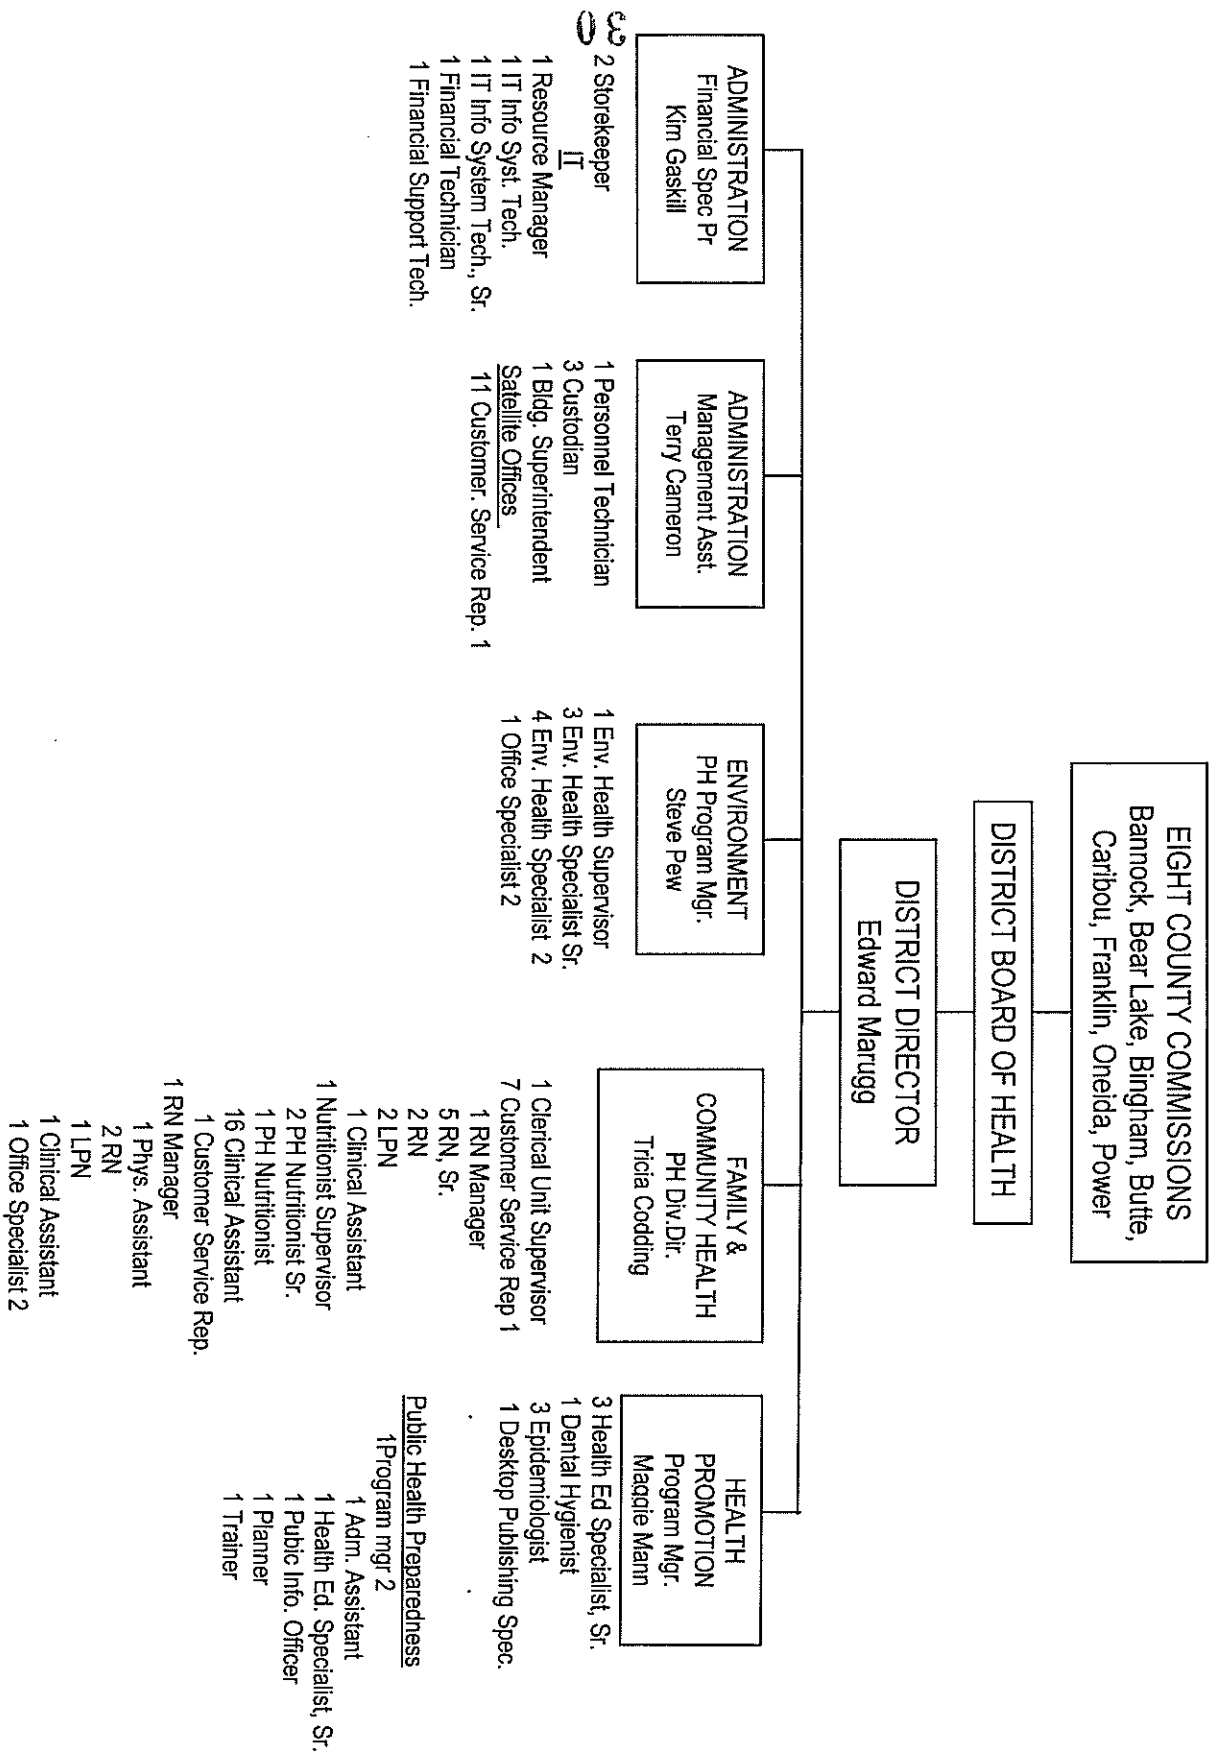 EIGHT COUNTY COMMISSIONS
Bannock, Bear Lake, Bingham, Butte,
Caribou, Franklin, Oneida, Power
DISTRICT BOARD OF HEALTH
DISTRICT DIRECTOR
Edward Marugg
ADMINISTRATION
Financial Spec Pr
Kim Gaskill
2 Storekeeper
IT
1 Resource Manager
1 IT Info Syst. Tech.
1 IT Info System Tech., Sr.
1 Financial Technician
1 Financial Support Tech.
ADMINISTRATION
Management Asst.
Terry Cameron
1 Personnel Technician
3 Custodian
1 Bldg. Superintendent
Satellite Offices
11 Customer. Service Rep. 1
ENVIRONMENT
PH Program Mgr.
Steve Pew
1 Env. Health Supervisor
3 Env. Health Specialist Sr.
4 Env. Health Specialist 2
1 Office Specialist 2
FAMILY &
COMMUNITY HEALTH
PH Div.Dir.
Tricia Codding
1 Clerical Unit Supervisor
7 Customer Service Rep 1
1 RN Manager
5 RN, Sr.
2 RN
2 LPN
1 Clinical Assistant
1 Nutritionist Supervisor
2 PH Nutritionist Sr.
1 PH Nutritionist
16 Clinical Assistant
1 Customer Service Rep.
1 RN Manager
1 Phys. Assistant
2 RN
1 LPN
1 Clinical Assistant
1 Office Specialist 2
HEALTH
PROMOTION
Program Mgr.
Maggie Mann
3 Health Ed Specialist, Sr.
1 Dental Hygienist
3 Epidemiologist
1 Desktop Publishing Spec.
Public Health Preparedness
1Program mgr 2
1 Adm. Assistant
1 Health Ed. Specialist, Sr.
1 Pubic Info. Officer
1 Planner
1 Trainer